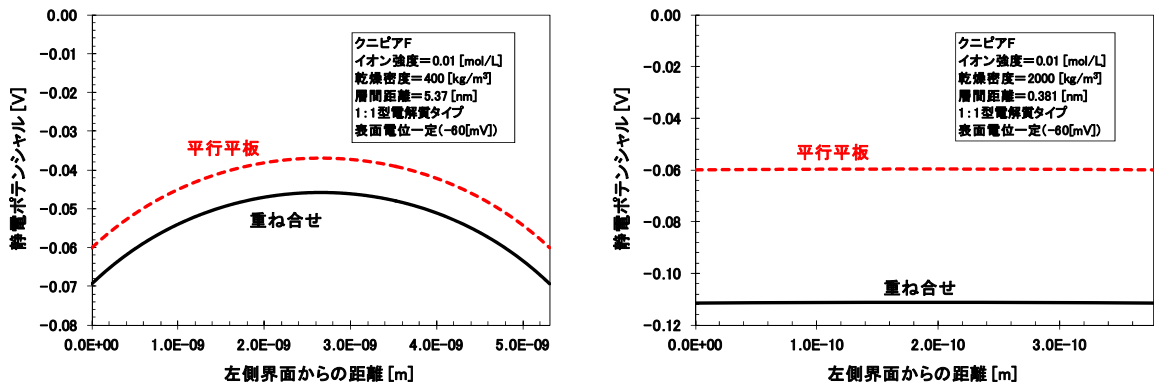 0.00
-0.01
-0.02
-0.03
-0.04
-0.05
-0.06
-0.07
-0.08
静電ポテンシャル [V]
クニピアF
イオン強度=0.01 [mol/L]
乾燥密度=400 [kg/m³]
層間距離=5.37 [nm]
1:1型電解質タイプ
表面電位一定(-60[mV])
平行平板
重ね合せ
0.0E+00 1.0E-09 2.0E-09 3.0E-09 4.0E-09 5.0E-09
左側界面からの距離 [m]
0.00
-0.02
-0.04
-0.06
-0.08
-0.10
-0.12
静電ポテンシャル [V]
クニピアF
イオン強度=0.01 [mol/L]
乾燥密度=2000 [kg/m³]
層間距離=0.381 [nm]
1:1型電解質タイプ
表面電位一定(-60[mV])
平行平板
重ね合せ
0.0E+00 1.0E-10 2.0E-10 3.0E-10
左側界面からの距離 [m]